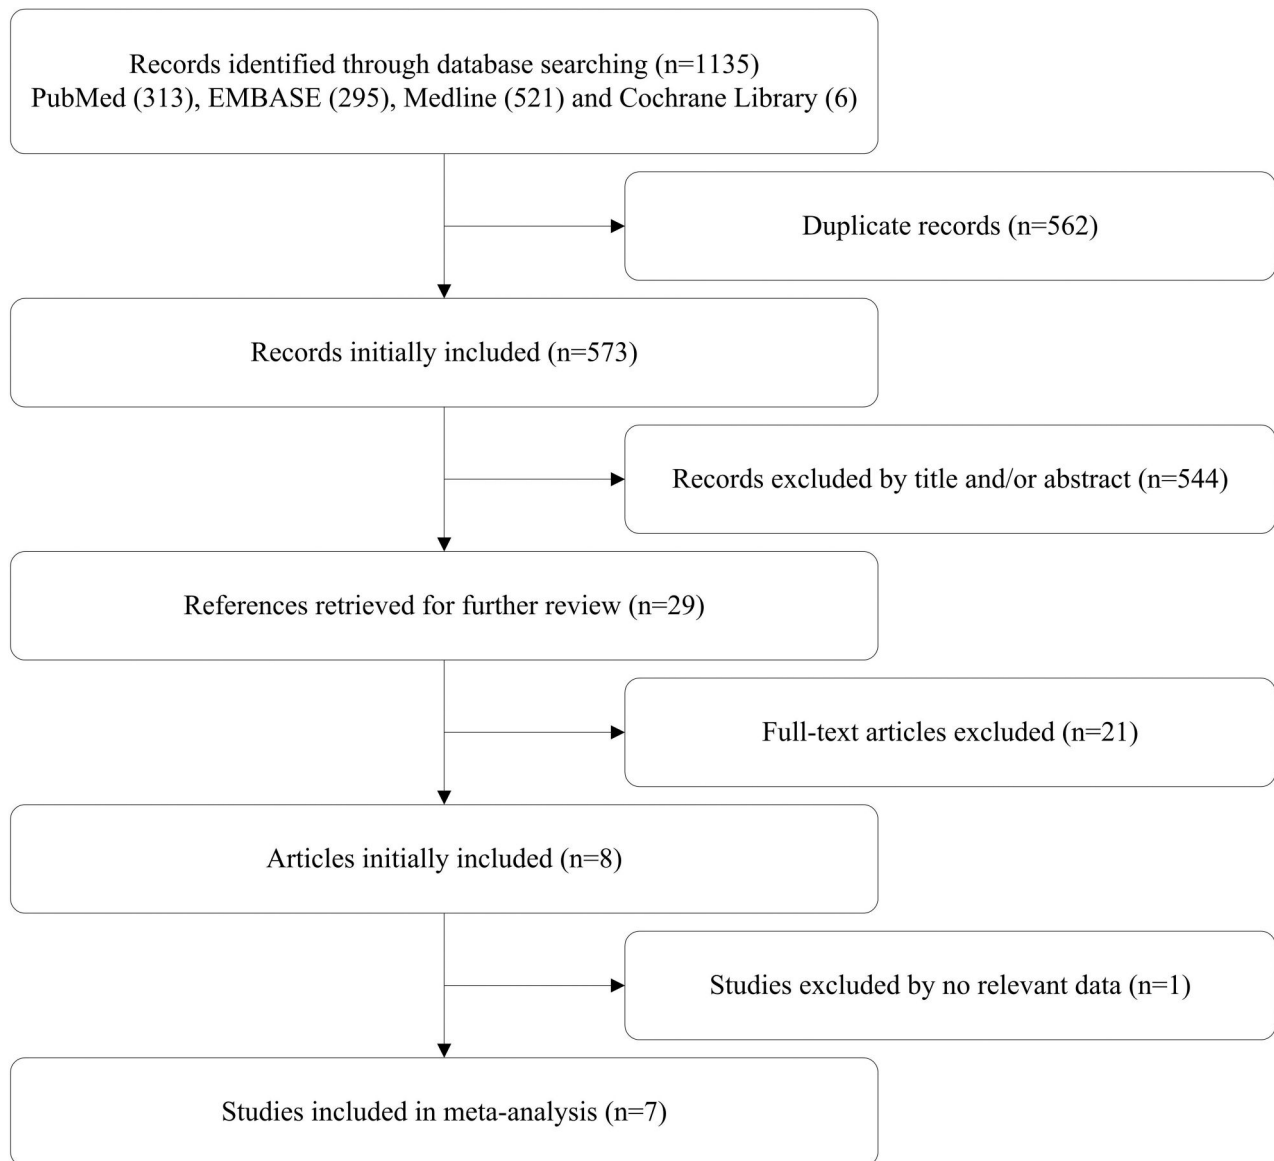 Records identified through database searching (n=1135)
PubMed (313), EMBASE (295), Medline (521) and Cochrane Library (6)
Duplicate records (n=562)
Records initially included (n=573)
Records excluded by title and/or abstract (n=544)
References retrieved for further review (n=29)
Full-text articles excluded (n=21)
Articles initially included (n=8)
Studies excluded by no relevant data (n=1)
Studies included in meta-analysis (n=7)